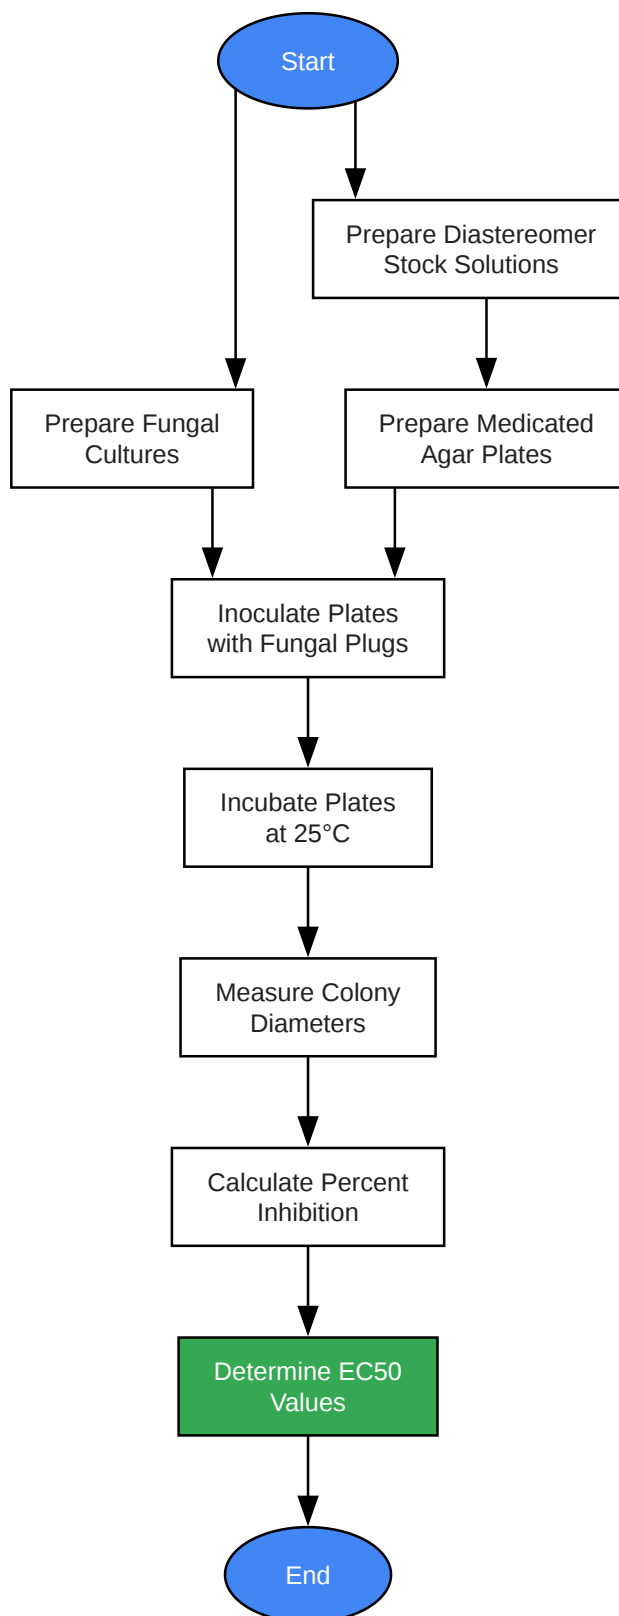 Start
Prepare Diastereomer
Stock Solutions
Prepare Fungal
Cultures
Prepare Medicated
Agar Plates
Inoculate Plates
with Fungal Plugs
Incubate Plates
at 25°C
Measure Colony
Diameters
Calculate Percent
Inhibition
Determine EC50
Values
End